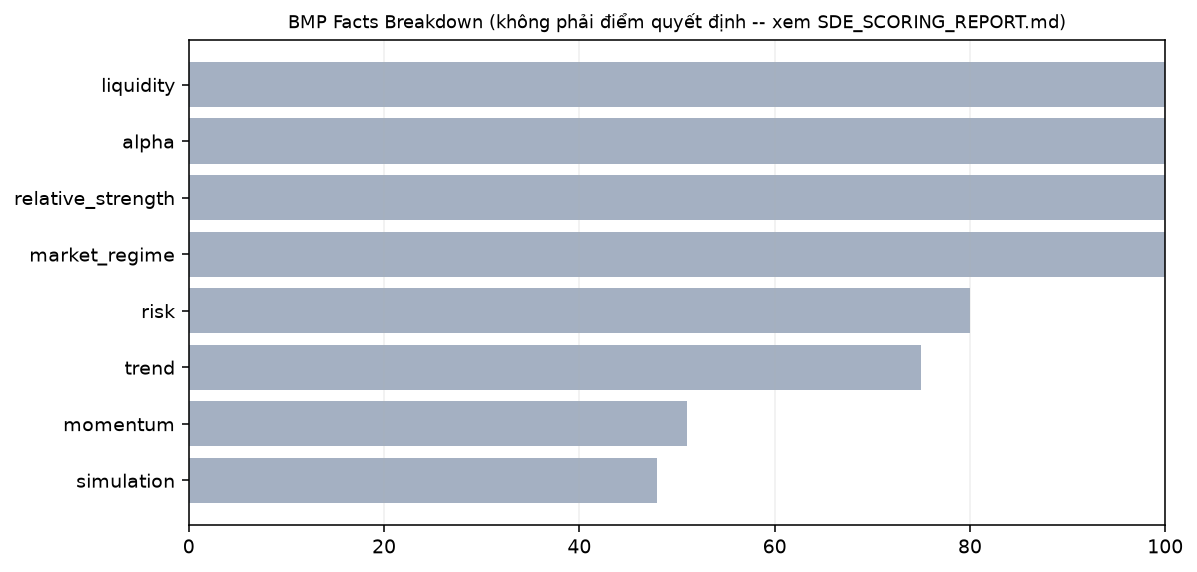 BMP Facts Breakdown (không phải điểm quyết định -- xem SDE_SCORING_REPORT.md)
liquidity
alpha
relative_strength
market_regime
risk
trend
momentum
simulation
0 20 40 60 80 100